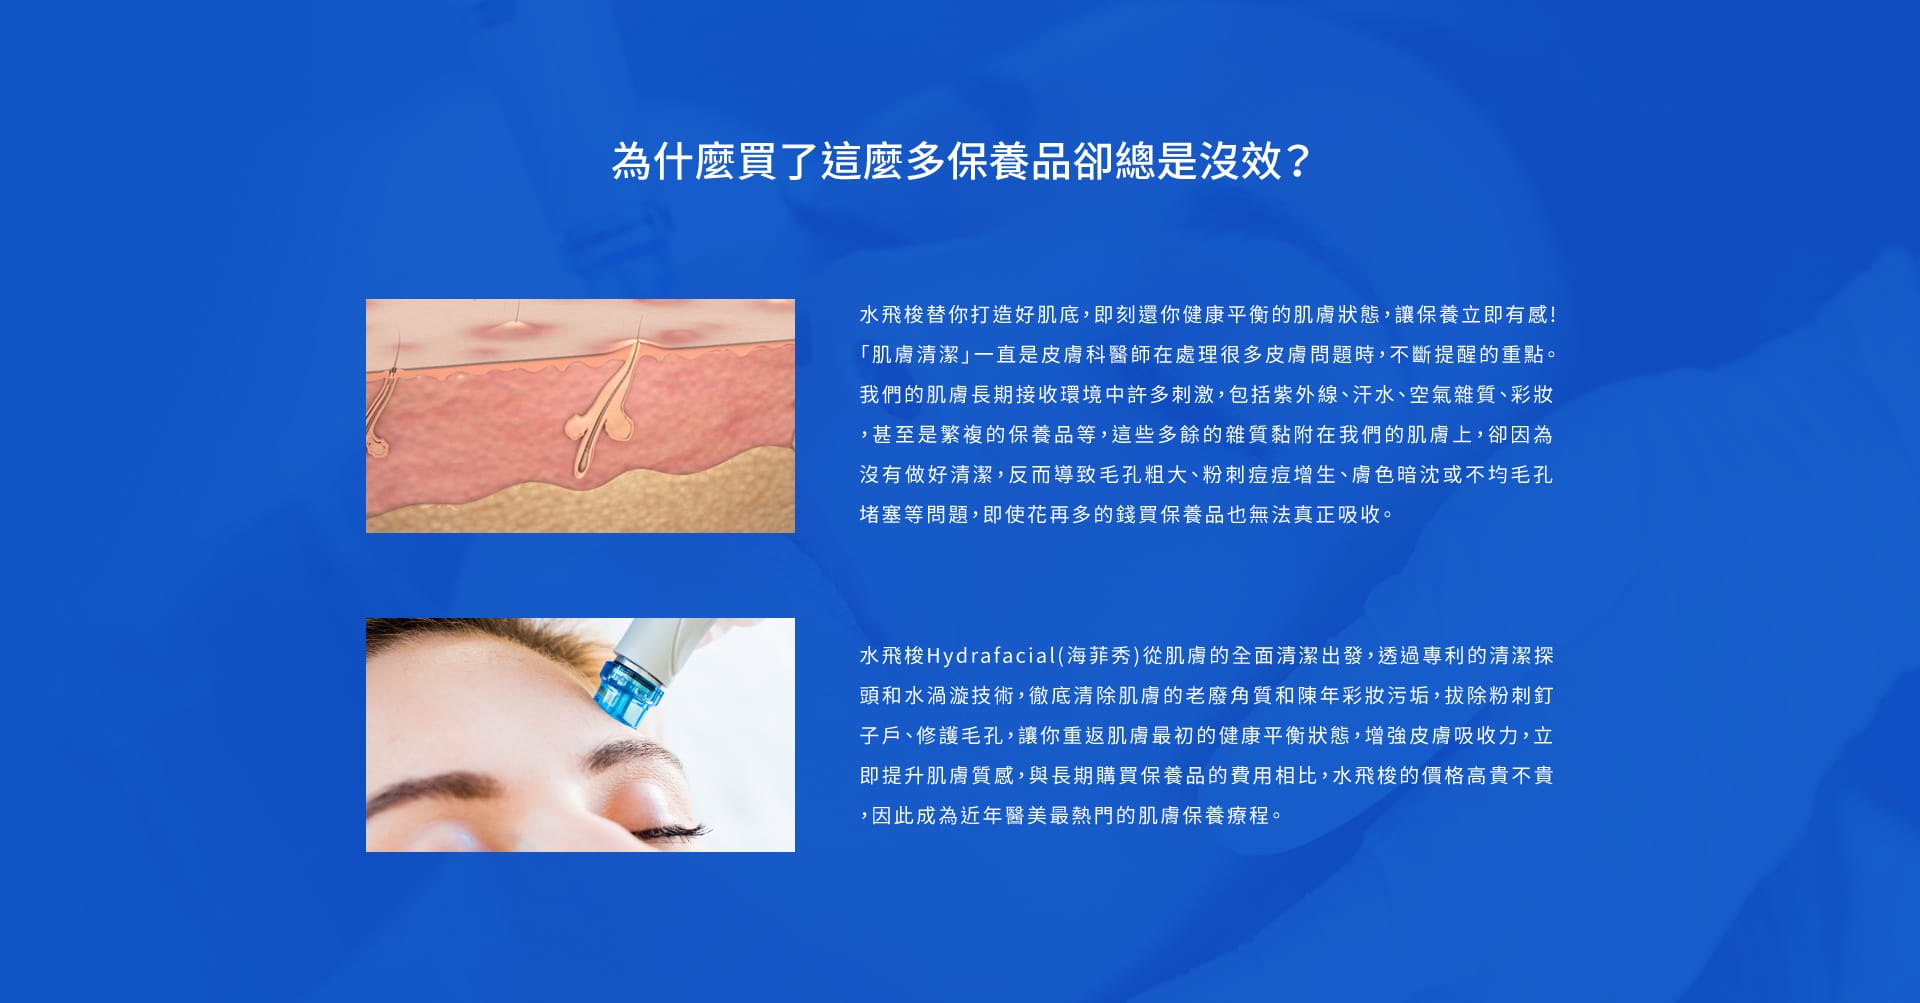 為什麼買了這麼多保養品卻總是沒效？
水飛梭替你打造好肌底，即刻還你健康平衡的肌膚狀態，讓保養立即有感！
「肌膚清潔」一直是皮膚科醫師在處理很多皮膚問題時，不斷提醒的重點。
我們的肌膚長期接收環境中許多刺激，包括紫外線、汗水、空氣雜質、彩妝
，甚至是繁複的保養品等，這些多餘的雜質黏附在我們的肌膚上，卻因為
沒有做好清潔，反而導致毛孔粗大、粉刺痘痘增生、膚色暗沈或不均毛孔
堵塞等問題，即使花再多的錢買保養品也無法真正吸收。
水飛梭Hydrafacial(海菲秀)從肌膚的全面清潔出發，透過專利的清潔探
頭和水渦漩技術，徹底清除肌膚的老廢角質和陳年彩妝污垢，拔除粉刺釘
子戶、修護毛孔，讓你重返肌膚最初的健康平衡狀態，增強皮膚吸收力，立
即提升肌膚質感，與長期購買保養品的費用相比，水飛梭的價格高貴不貴
，因此成為近年醫美最熱門的肌膚保養療程。